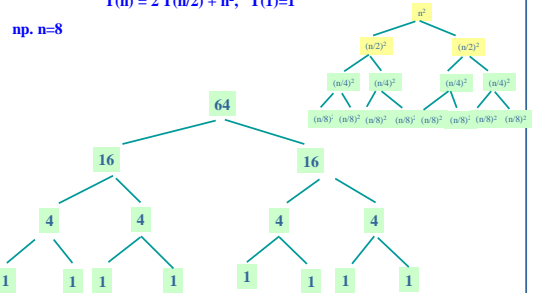 T(n) = 2 T(n/2) + n², T(1)=1
np. n=8
n²
(n/2)² (n/2)²
(n/4)² (n/4)² (n/4)² (n/4)²
(n/8)² (n/8)² (n/8)² (n/8)² (n/8)² (n/8)² (n/8)² (n/8)²
64
16 16
4 4 4 4
1 1 1 1 1 1 1 1